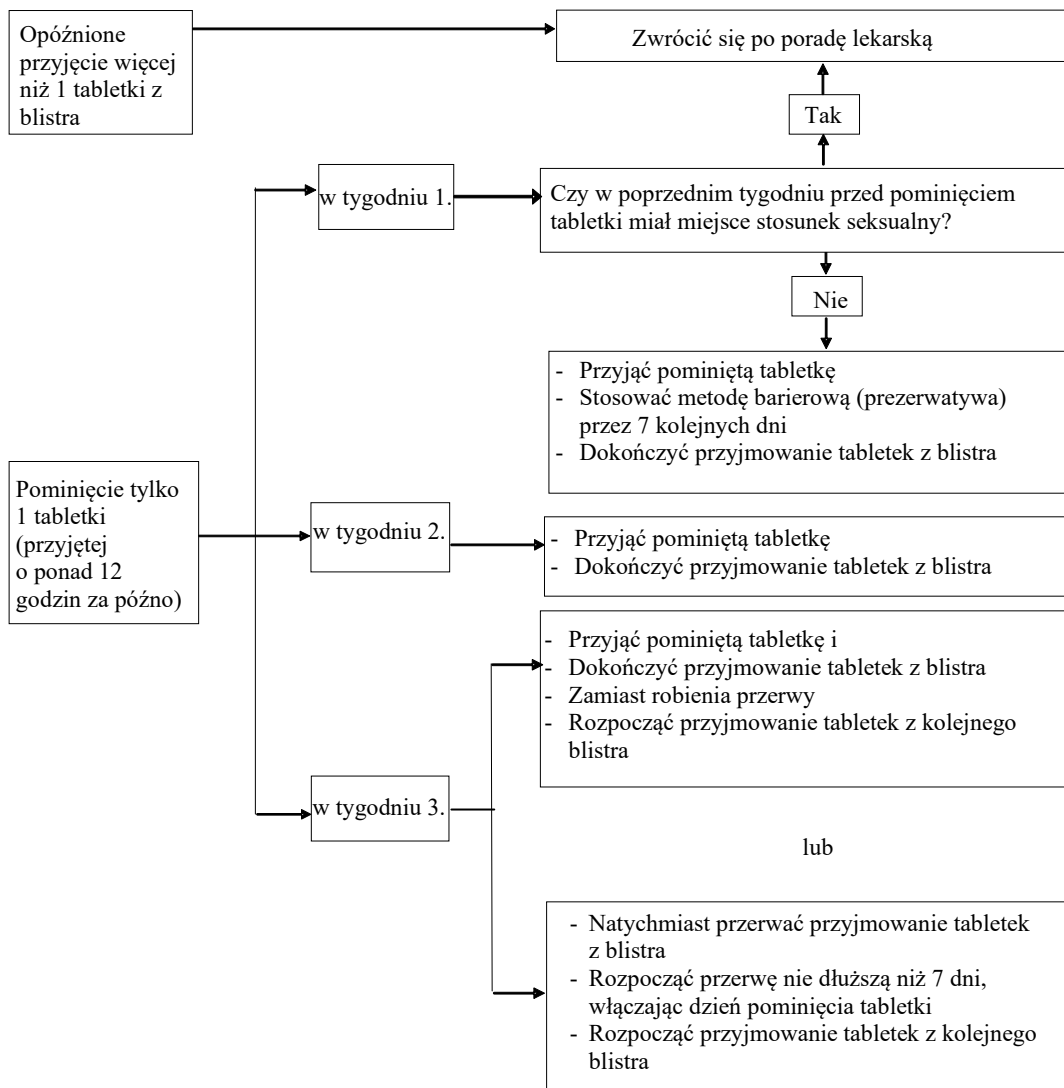 Opóźnione
przyjęcie więcej
niż 1 tabletki z
blistra
Zwrócić się po poradę lekarską
Tak
w tygodniu 1.
Czy w poprzednim tygodniu przed pominięciem
tabletki miał miejsce stosunek seksualny?
Nie
- Przyjąć pominiętą tabletkę
- Stosować metodę barierową (prezerwatywa)
przez 7 kolejnych dni
- Dokończyć przyjmowanie tabletek z blistra
Pominięcie tylko
1 tabletki
(przyjętej
o ponad 12
godzin za późno)
w tygodniu 2.
- Przyjąć pominiętą tabletkę
- Dokończyć przyjmowanie tabletek z blistra
- Przyjąć pominiętą tabletkę i
- Dokończyć przyjmowanie tabletek z blistra
- Zamiast robienia przerwy
- Rozpocząć przyjmowanie tabletek z kolejnego
blistra
w tygodniu 3.
lub
- Natychmiast przerwać przyjmowanie tabletek
z blistra
- Rozpocząć przerwę nie dłuższą niż 7 dni,
włączając dzień pominięcia tabletki
- Rozpocząć przyjmowanie tabletek z kolejnego
blistra